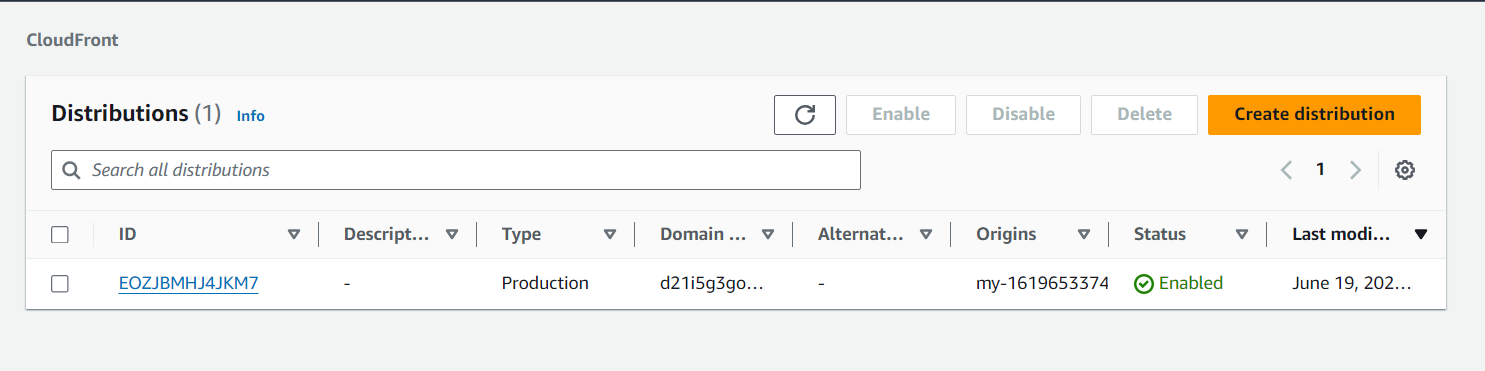 CloudFront
Distributions (1) Info
Enable Disable Delete Create distribution
Search all distributions
1
ID Descript... Type Domain ... Alternat... Origins Status Last modi...
EOZJBMHJ4JKM7 - Production d21i5g3go... - my-1619653374 Enabled June 19, 202...